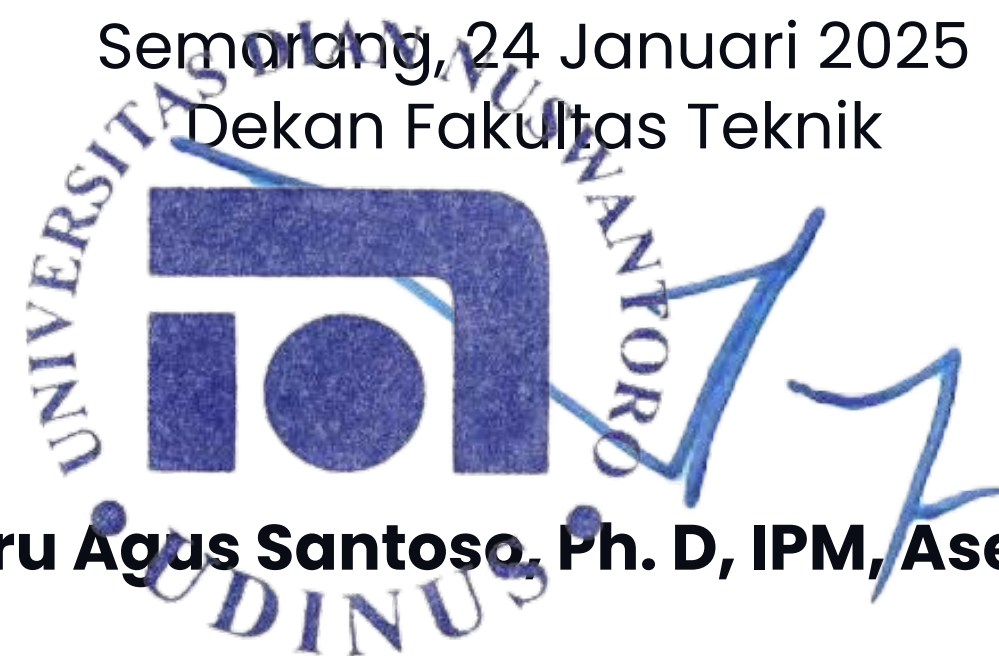 Semarang, 24 Januari 2025
Dekan Fakultas Teknik
UNIVERSITAS DIAN NUSWANTORO
ru Agus Santoso, Ph. D, IPM, Ase
UDINUS